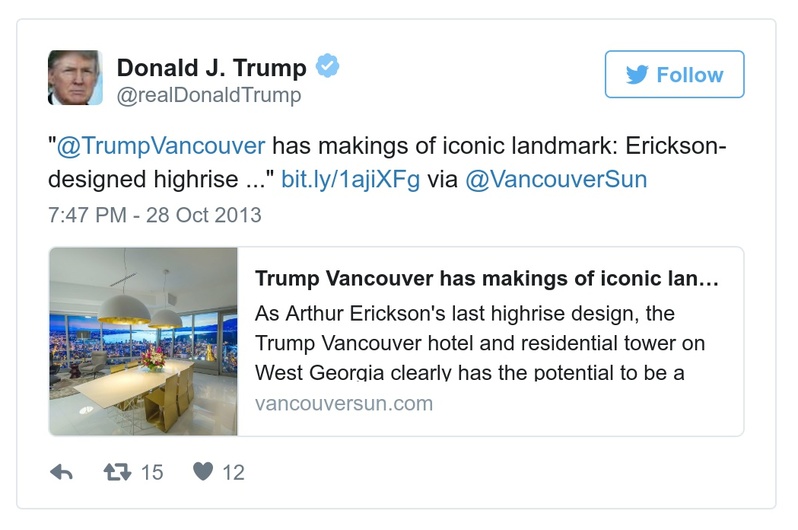 Donald J. Trump
@realDonaldTrump
Follow
"@TrumpVancouver has makings of iconic landmark: Erickson-
designed highrise ..." bit.ly/1ajiXFg via @VancouverSun
7:47 PM - 28 Oct 2013
Trump Vancouver has makings of iconic lan…
As Arthur Erickson's last highrise design, the
Trump Vancouver hotel and residential tower on
West Georgia clearly has the potential to be a
vancouversun.com
15 12